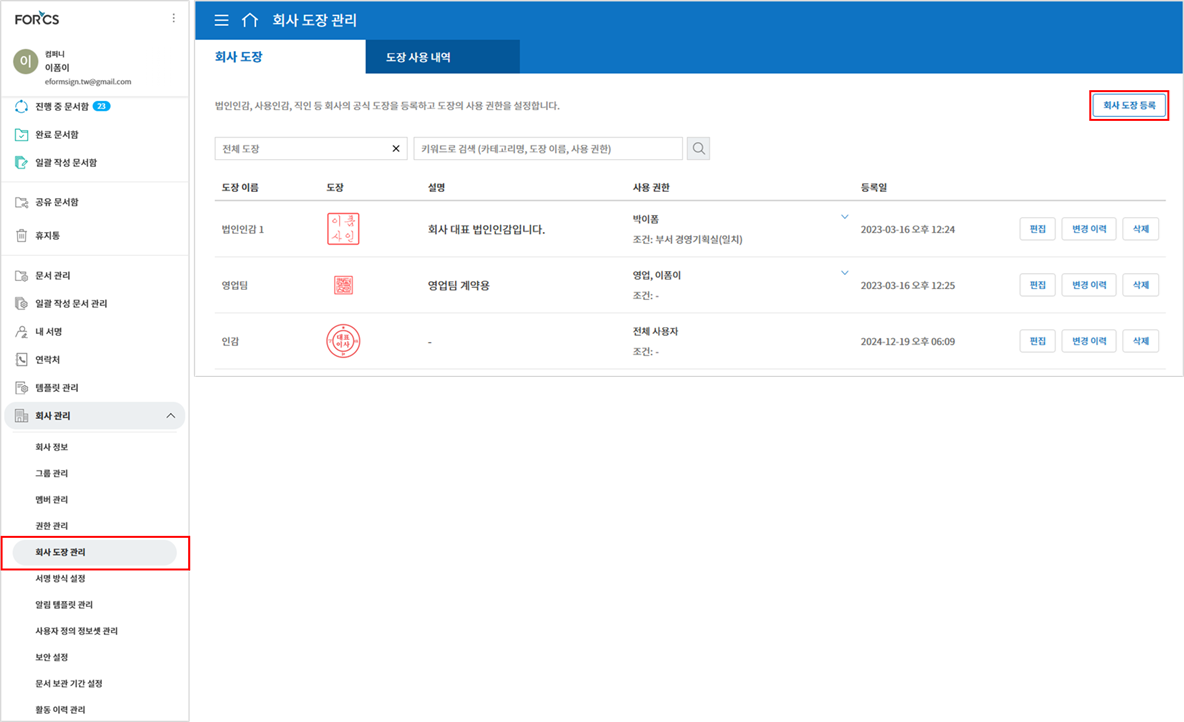 FORCS
이
컴퍼니
이폼이
eformsign.tw@gmail.com
진행 중 문서함 23
완료 문서함
일괄 작성 문서함
공유 문서함
휴지통
문서 관리
일괄 작성 문서 관리
내 서명
연락처
템플릿 관리
회사 관리
회사 정보
그룹 관리
멤버 관리
권한 관리
회사 도장 관리
서명 방식 설정
알림 템플릿 관리
사용자 정의 정보셋 관리
보안 설정
문서 보관 기간 설정
활동 이력 관리
회사 도장 관리
회사 도장 도장 사용 내역
법인인감, 사용인감, 직인 등 회사의 공식 도장을 등록하고 도장의 사용 권한을 설정합니다.
회사 도장 등록
전체 도장 키워드로 검색 (카테고리명, 도장 이름, 사용 권한)
도장 이름 도장 설명 사용 권한 등록일
법인인감 1 이폼사인 회사 대표 법인인감입니다. 박이폼 2023-03-16 오후 12:24 편집 변경 이력 삭제
조건: 부서 경영기획실(일치)
영업팀 영업팀 계약용 영업, 이폼이 2023-03-16 오후 12:25 편집 변경 이력 삭제
조건: -
인감 대표이사 - 전체 사용자 2024-12-19 오후 06:09 편집 변경 이력 삭제
조건: -